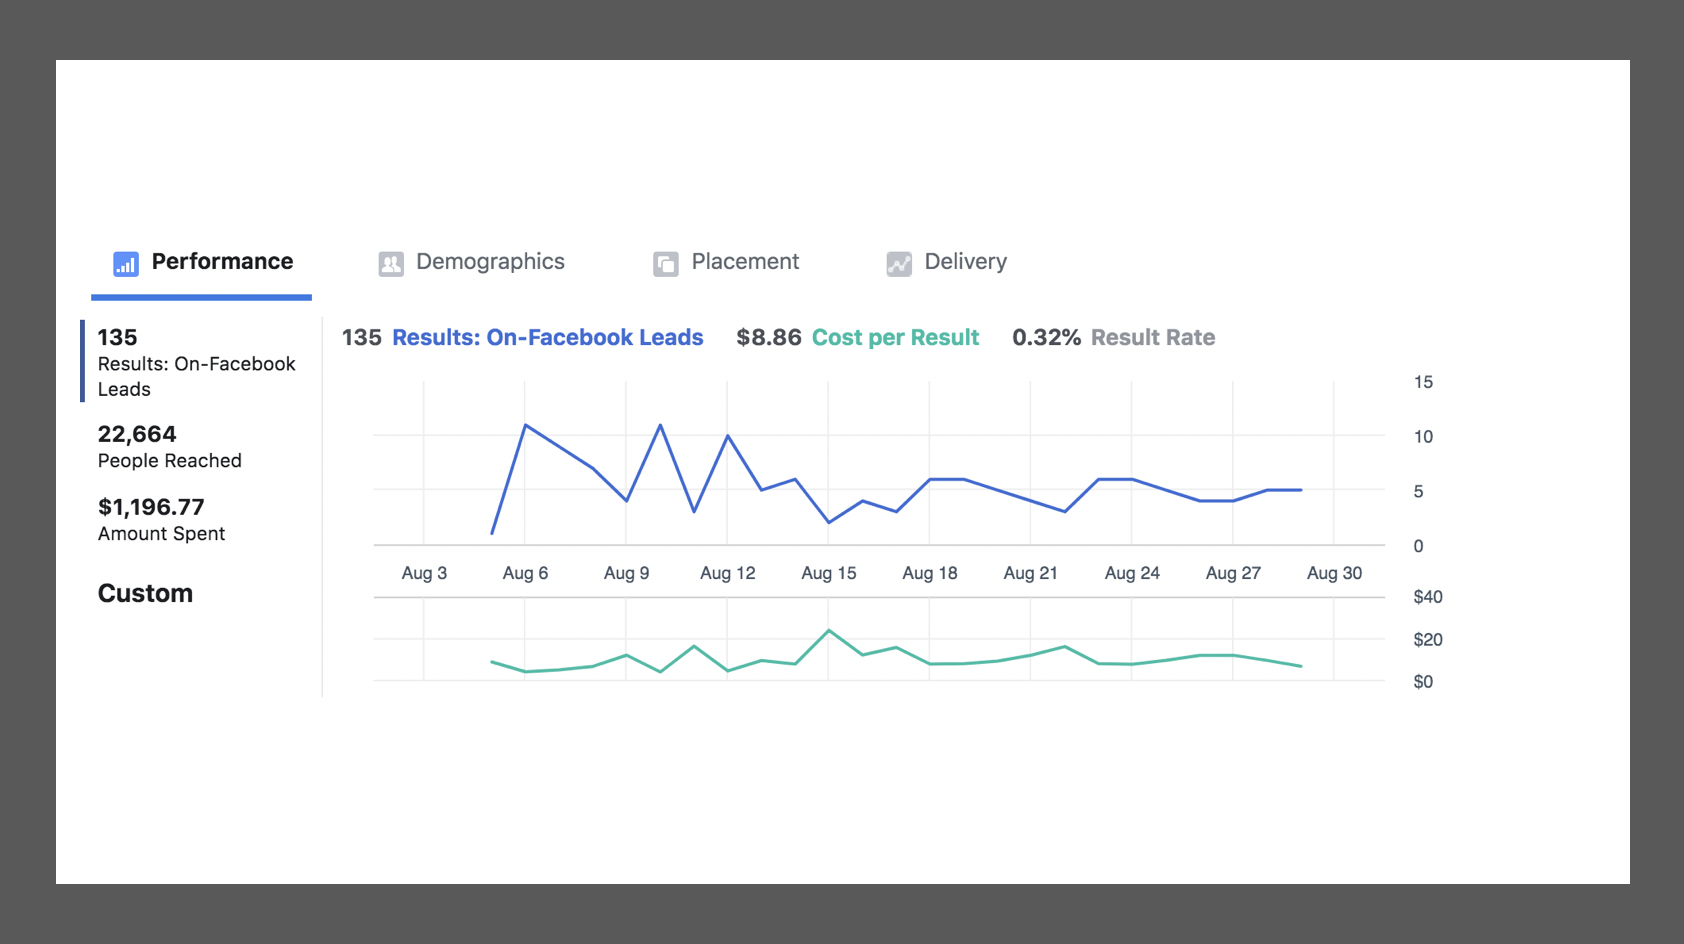 Performance
Demographics
Placement
Delivery
135
Results: On-Facebook
Leads
22,664
People Reached
$1,196.77
Amount Spent
Custom
135 Results: On-Facebook Leads $8.86 Cost per Result 0.32% Result Rate
15
10
5
0
Aug 3 Aug 6 Aug 9 Aug 12 Aug 15 Aug 18 Aug 21 Aug 24 Aug 27 Aug 30
$40
$20
$0